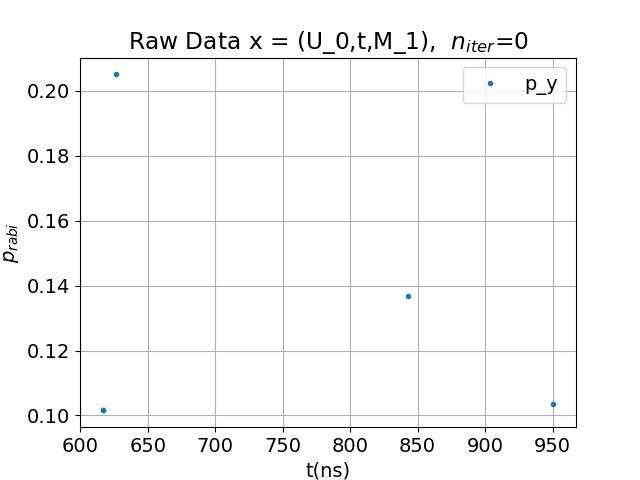 Raw Data x = (U_0,t,M_1), n_iter=0
p_y
0.20
0.18
0.16
0.14
0.12
0.10
p_rabi
600 650 700 750 800 850 900 950
t(ns)